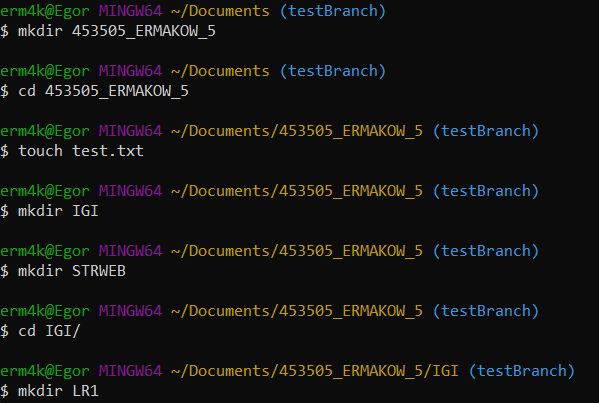 erm4k@Egor MINGW64 ~/Documents (testBranch)
$ mkdir 453505_ERMAKOW_5
erm4k@Egor MINGW64 ~/Documents (testBranch)
$ cd 453505_ERMAKOW_5
erm4k@Egor MINGW64 ~/Documents/453505_ERMAKOW_5 (testBranch)
$ touch test.txt
erm4k@Egor MINGW64 ~/Documents/453505_ERMAKOW_5 (testBranch)
$ mkdir IGI
erm4k@Egor MINGW64 ~/Documents/453505_ERMAKOW_5 (testBranch)
$ mkdir STRWEB
erm4k@Egor MINGW64 ~/Documents/453505_ERMAKOW_5 (testBranch)
$ cd IGI/
erm4k@Egor MINGW64 ~/Documents/453505_ERMAKOW_5/IGI (testBranch)
$ mkdir LR1